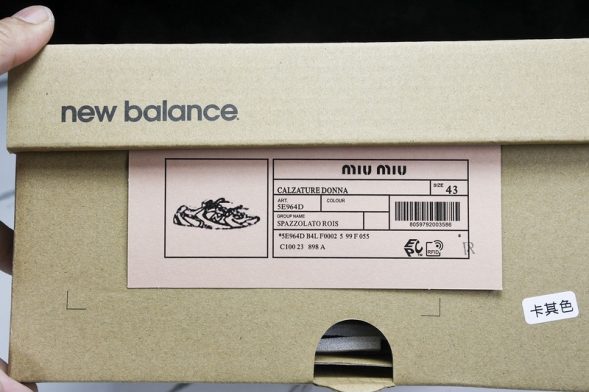 new balance
miu miu
CALZATURE DONNA
SIZE 43
ART.
COLOUR
5E964D
GROUP NAME
SPAZZOLATO ROIS
8059792003586
*5E964D B4L F0002 5 99 F 055 *
C100 23 898 A
RFID
R
卡其色